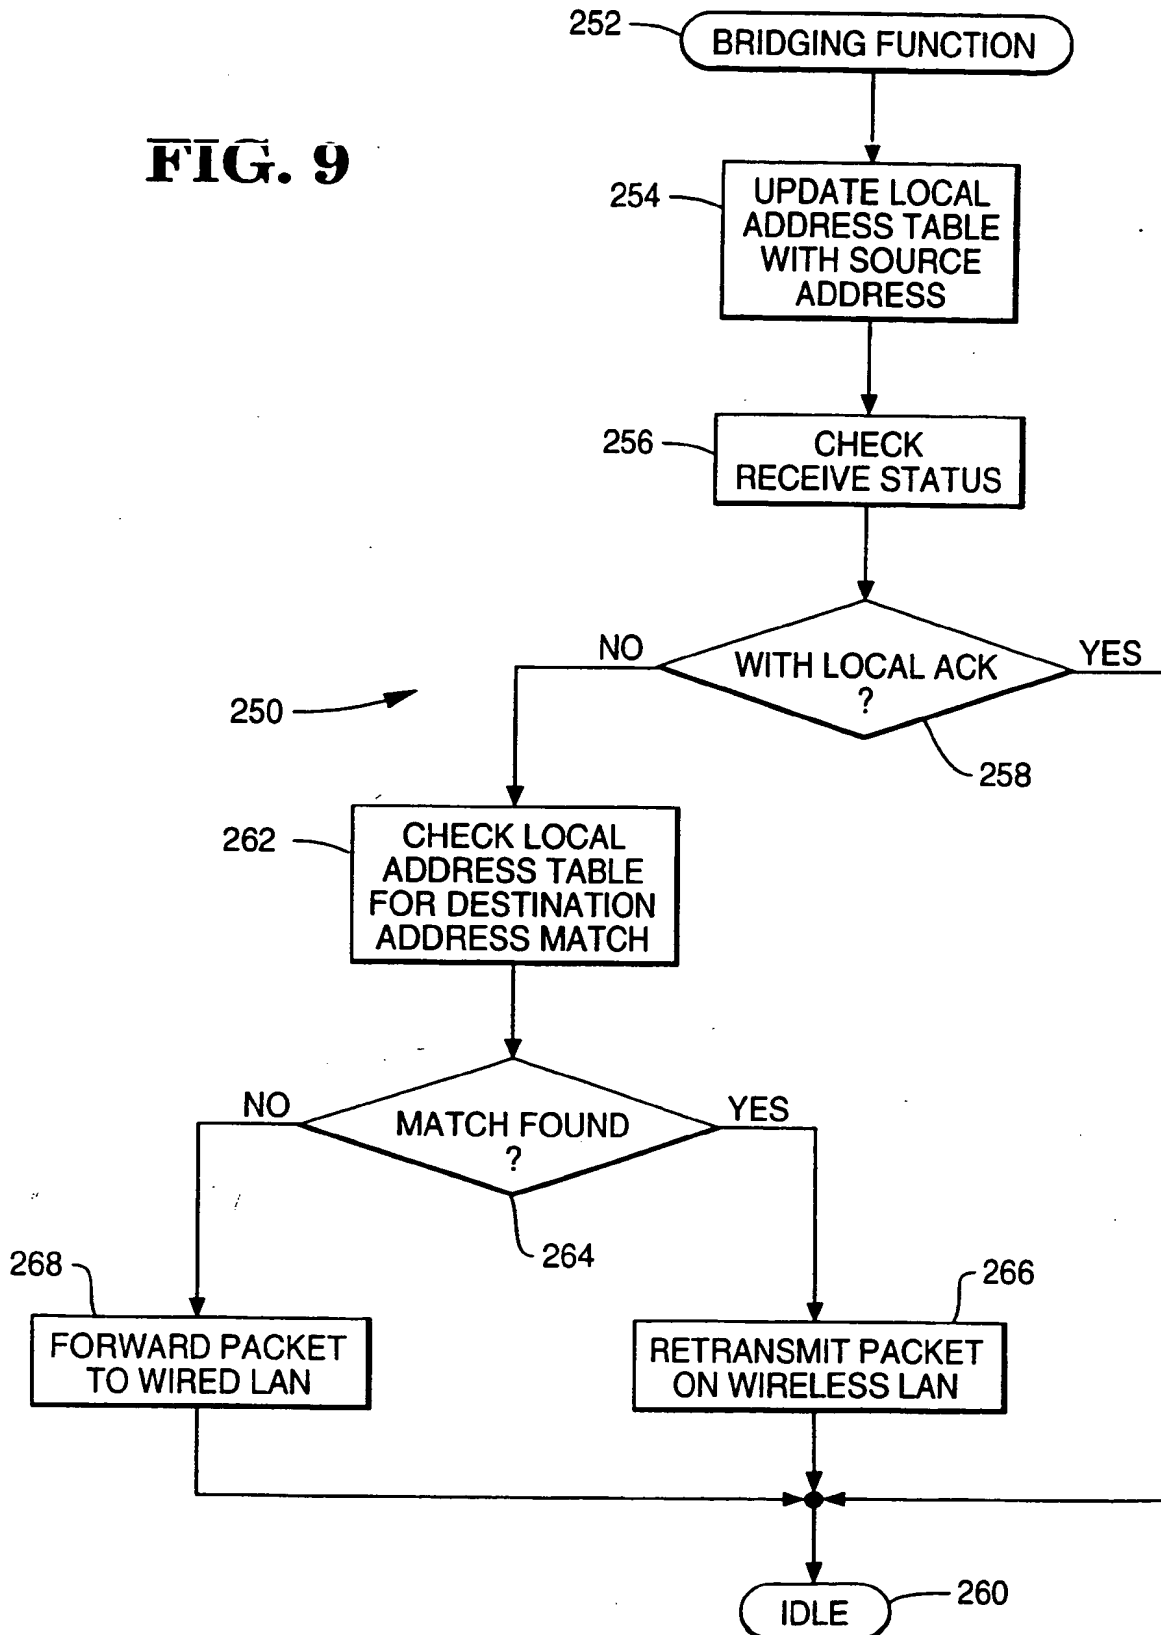 252
BRIDGING FUNCTION
FIG. 9
254
UPDATE LOCAL
ADDRESS TABLE
WITH SOURCE
ADDRESS
256
CHECK
RECEIVE STATUS
NO
WITH LOCAL ACK
?
YES
250
258
262
CHECK LOCAL
ADDRESS TABLE
FOR DESTINATION
ADDRESS MATCH
NO
MATCH FOUND
?
YES
264
268
FORWARD PACKET
TO WIRED LAN
266
RETRANSMIT PACKET
ON WIRELESS LAN
IDLE
260